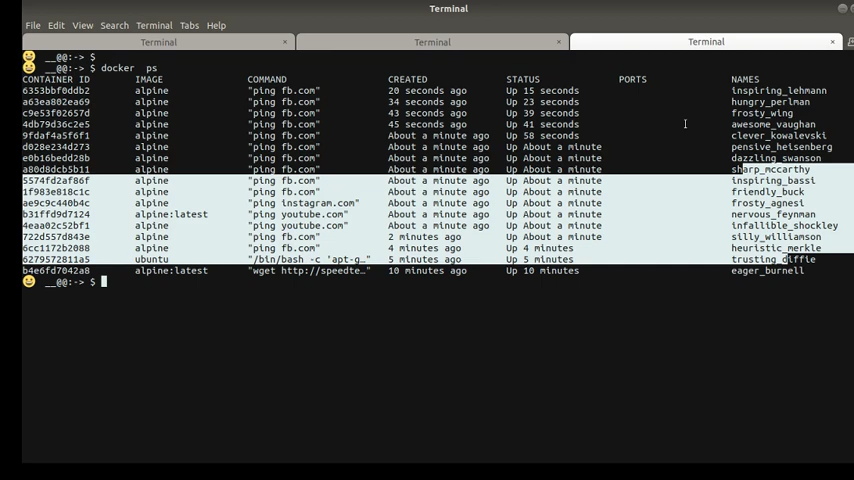 Terminal
File Edit View Search Terminal Tabs Help
Terminal × Terminal × Terminal ×
__@@:-> $
__@@:-> $ docker  ps
CONTAINER ID IMAGE COMMAND CREATED STATUS PORTS NAMES
6353bbf0ddb2 alpine "ping fb.com" 20 seconds ago Up 15 seconds inspiring_lehmann
a63ea802ea69 alpine "ping fb.com" 34 seconds ago Up 23 seconds hungry_perlman
c9e53f02657d alpine "ping fb.com" 43 seconds ago Up 39 seconds frosty_wing
4db79d36c2e5 alpine "ping fb.com" 45 seconds ago Up 41 seconds awesome_vaughan
9fdaf4a5f6f1 alpine "ping fb.com" About a minute ago Up 58 seconds clever_kowalevski
d028e234d273 alpine "ping fb.com" About a minute ago Up About a minute pensive_heisenberg
e0b16bedd28b alpine "ping fb.com" About a minute ago Up About a minute dazzling_swanson
a80d8dcb5b11 alpine "ping fb.com" About a minute ago Up About a minute sharp_mccarthy
5574fd2af86f alpine "ping fb.com" About a minute ago Up About a minute inspiring_bassi
1f983e818c1c alpine "ping fb.com" About a minute ago Up About a minute friendly_buck
ae9c9c440b4c alpine "ping instagram.com" About a minute ago Up About a minute frosty_agnesi
b31ffd9d7124 alpine:latest "ping youtube.com" About a minute ago Up About a minute nervous_feynman
4eaa02c52bf1 alpine "ping youtube.com" About a minute ago Up About a minute infallible_shockley
722d557d843e alpine "ping fb.com" 2 minutes ago Up About a minute silly_williamson
6cc1172b2088 alpine "ping fb.com" 4 minutes ago Up 4 minutes heuristic_merkle
6279572811a5 ubuntu "/bin/bash -c 'apt-g…" 5 minutes ago Up 5 minutes trusting_diffie
b4e6fd7042a8 alpine:latest "wget http://speedte…" 10 minutes ago Up 10 minutes eager_burnell
__@@:-> $